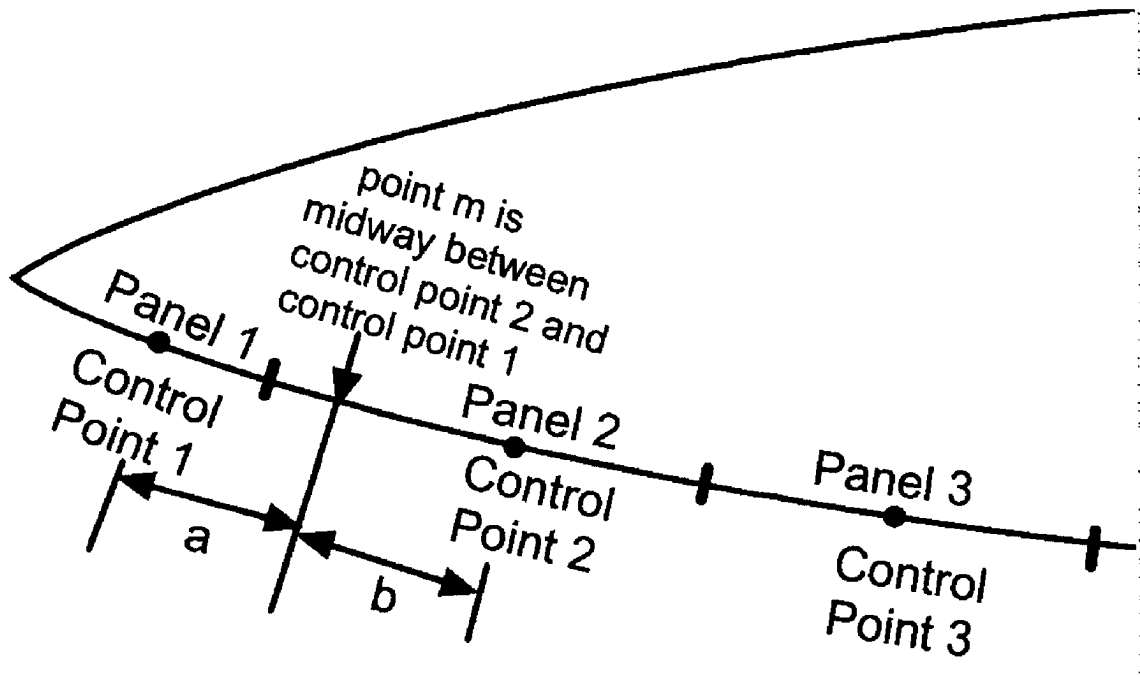 point m is
midway between
control point 2 and
control point 1
Panel 1
Control
Point 1
a
b
Panel 2
Control
Point 2
Panel 3
Control
Point 3